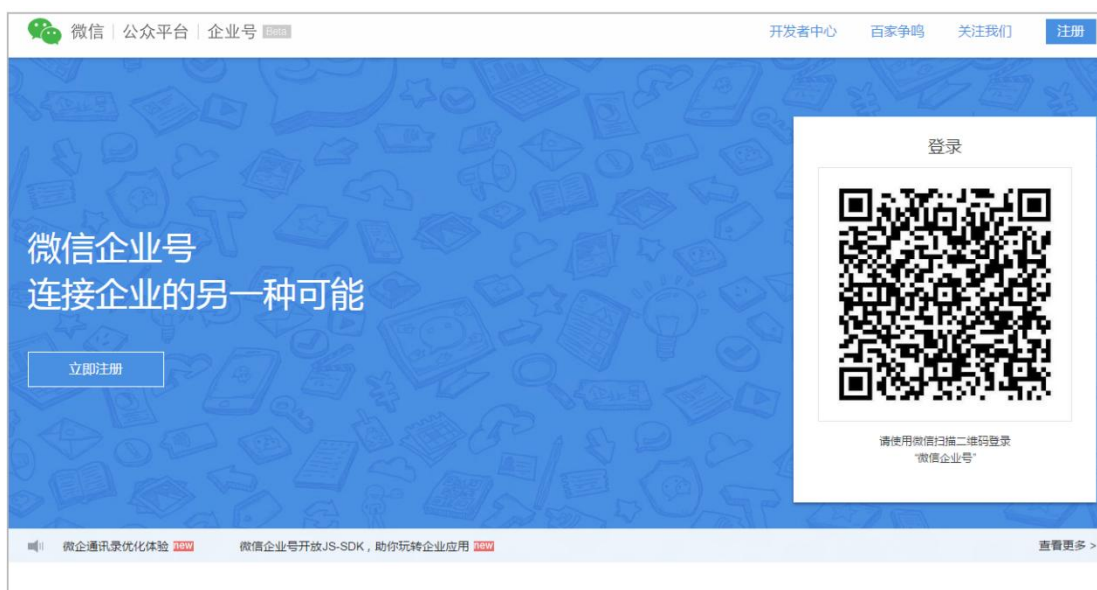 微信 | 公众平台 | 企业号 Beta
开发者中心 百家争鸣 关注我们 注册
登录
微信企业号
连接企业的另一种可能
立即注册
请使用微信扫描二维码登录
“微信企业号”
微企通讯录优化体验 new 微信企业号开放JS-SDK，助你玩转企业应用 new 查看更多 >